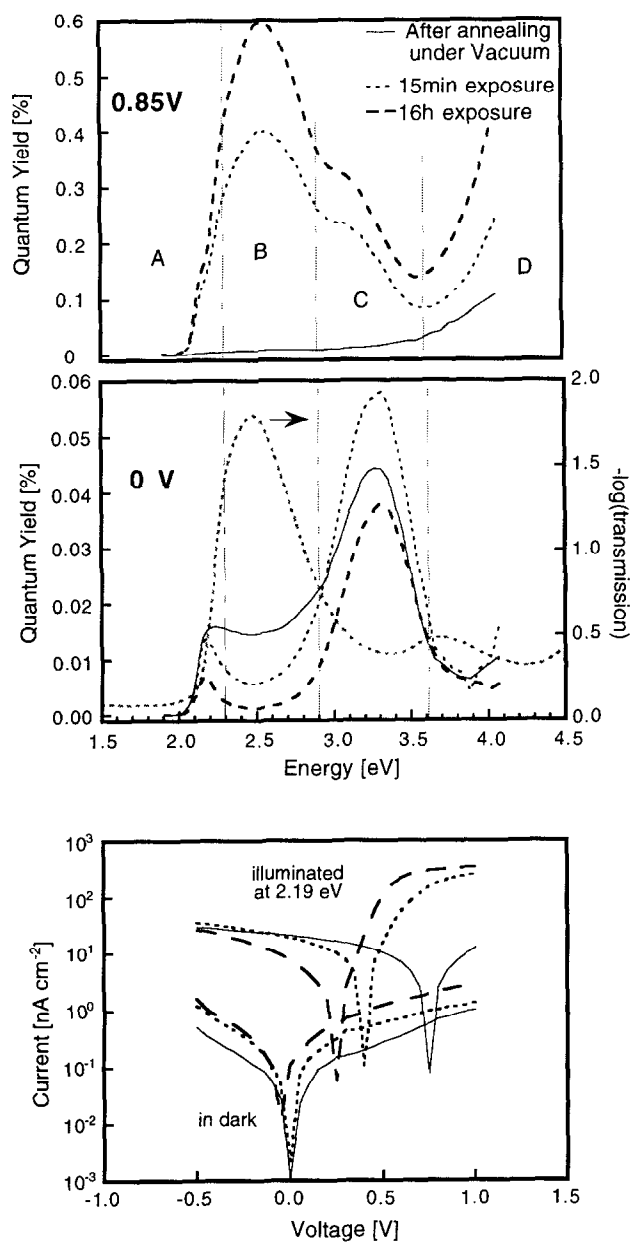 0.6
0.5
0.4
0.3
0.2
0.1
0
Quantum Yield [%]
0.85V
After annealing
under Vacuum
15min exposure
16h exposure
A
B
C
D
0.06
0.05
0.04
0.03
0.02
0.01
0.00
Quantum Yield [%]
0 V
2.0
1.5
1.0
0.5
0.0
-log(transmission)
1.5
2.0
2.5
3.0
3.5
4.0
4.5
Energy [eV]
10³
10²
10¹
10⁰
10⁻¹
10⁻²
10⁻³
Current [nA cm⁻²]
illuminated
at 2.19 eV
in dark
-1.0
-0.5
0.0
0.5
1.0
1.5
Voltage [V]